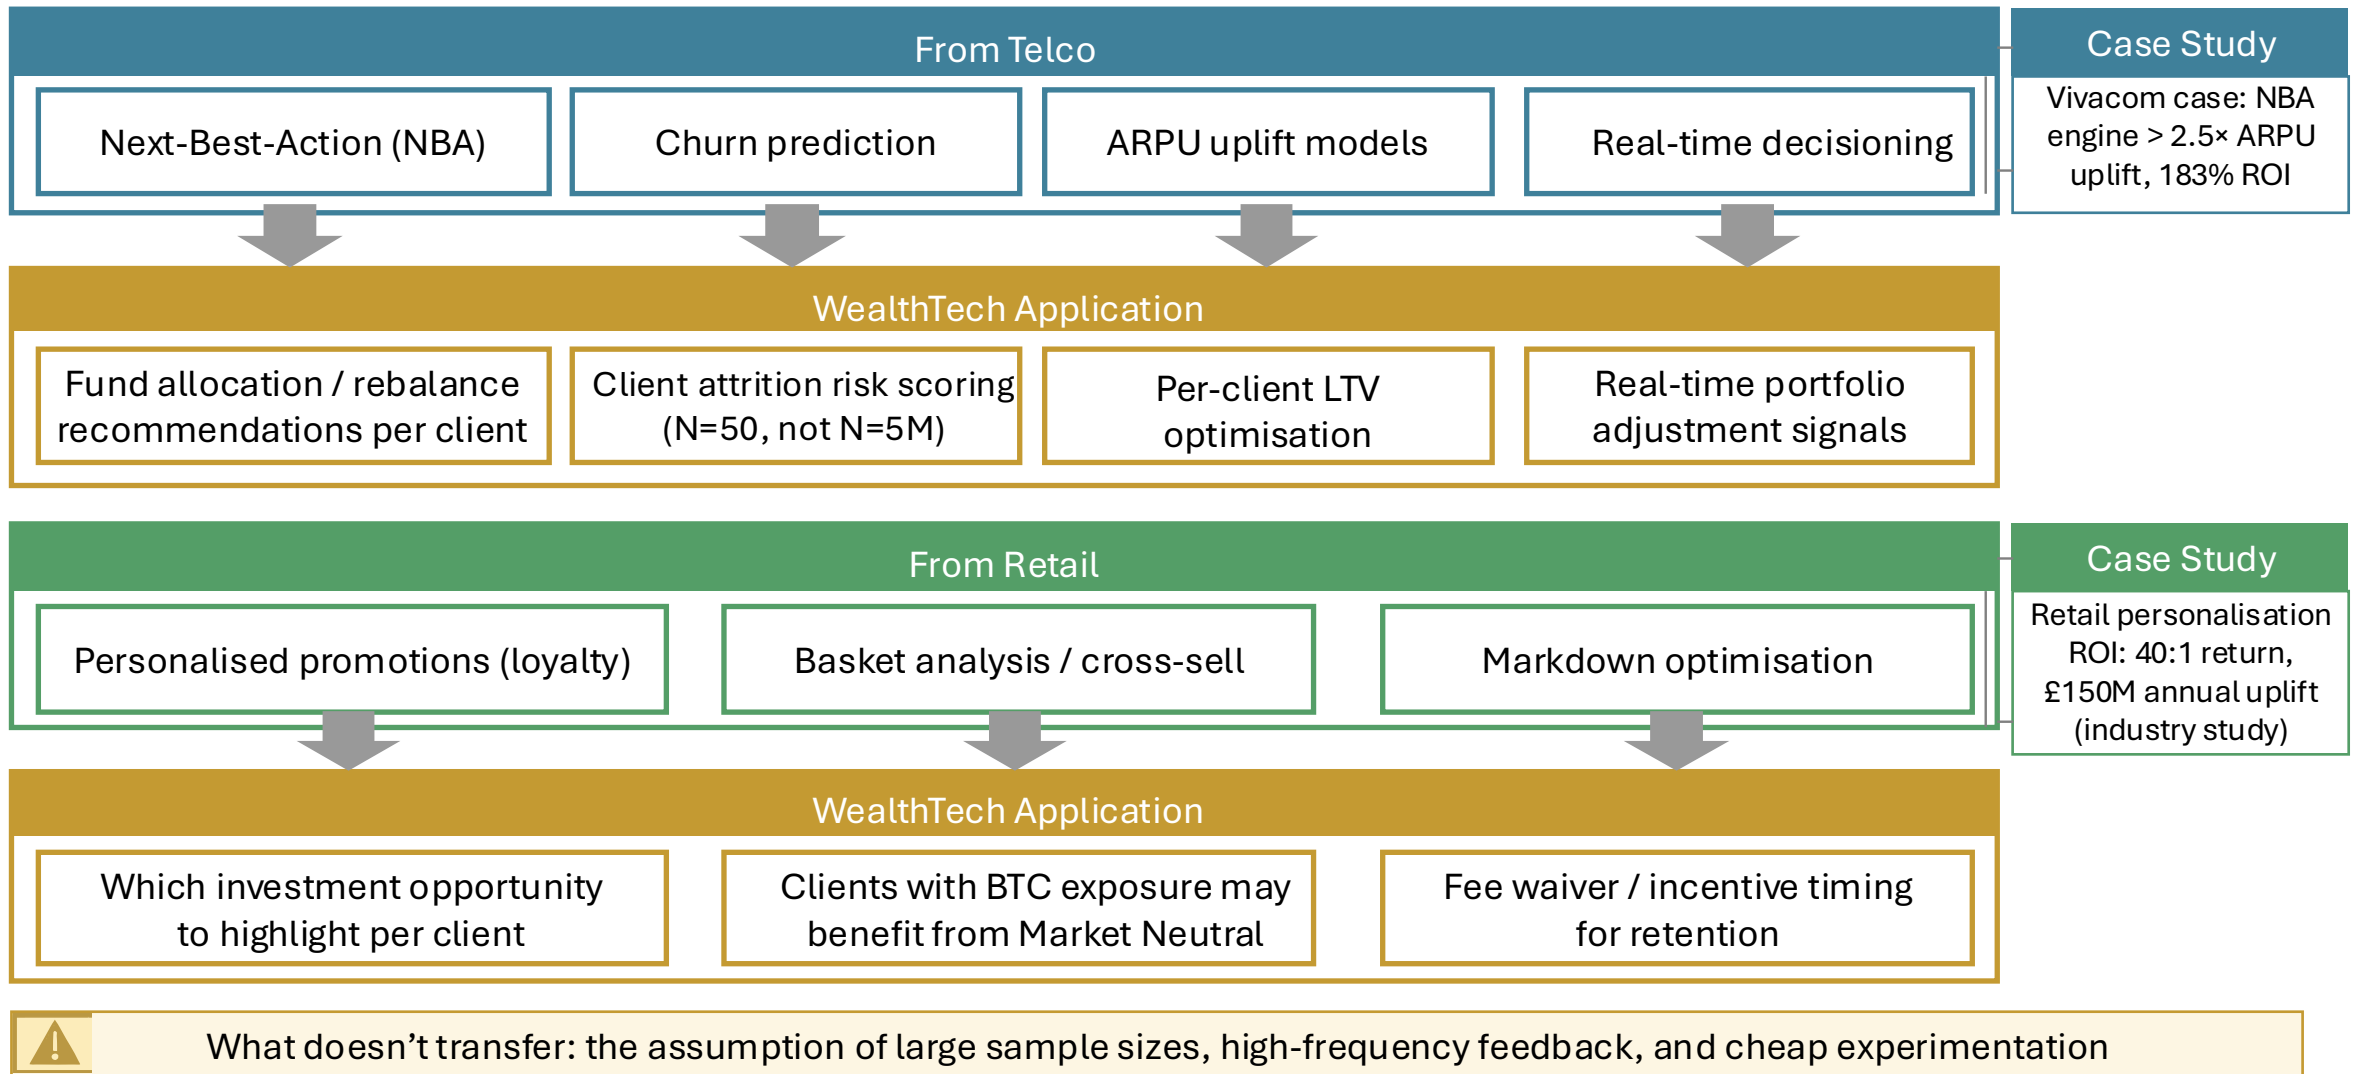 From Telco
Case Study
Next-Best-Action (NBA)
Churn prediction
ARPU uplift models
Real-time decisioning
Vivacom case: NBA
engine > 2.5× ARPU
uplift, 183% ROI
WealthTech Application
Fund allocation / rebalance
recommendations per client
Client attrition risk scoring
(N=50, not N=5M)
Per-client LTV
optimisation
Real-time portfolio
adjustment signals
From Retail
Case Study
Personalised promotions (loyalty)
Basket analysis / cross-sell
Markdown optimisation
Retail personalisation
ROI: 40:1 return,
£150M annual uplift
(industry study)
WealthTech Application
Which investment opportunity
to highlight per client
Clients with BTC exposure may
benefit from Market Neutral
Fee waiver / incentive timing
for retention
What doesn’t transfer: the assumption of large sample sizes, high-frequency feedback, and cheap experimentation